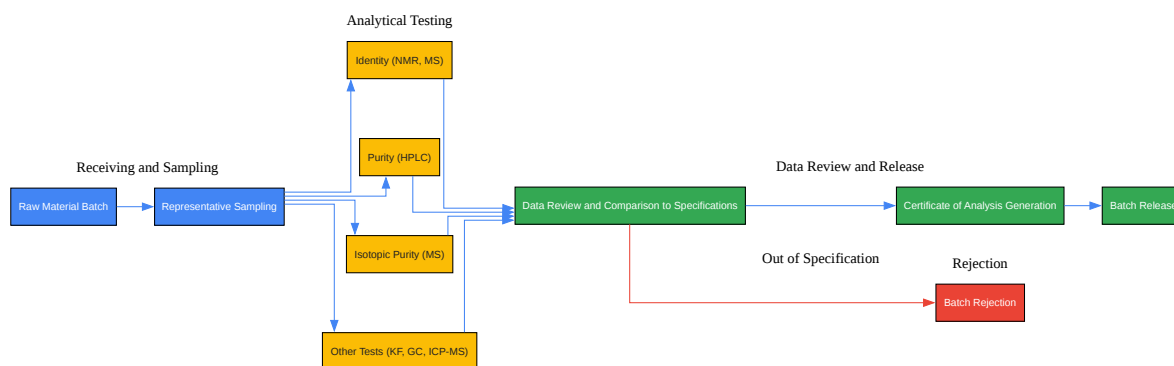 Analytical Testing
Identity (NMR, MS)
Purity (HPLC)
Receiving and Sampling
Data Review and Release
Raw Material Batch
Representative Sampling
Data Review and Comparison to Specifications
Certificate of Analysis Generation
Batch Release
Isotopic Purity (MS)
Out of Specification
Rejection
Batch Rejection
Other Tests (KF, GC, ICP-MS)